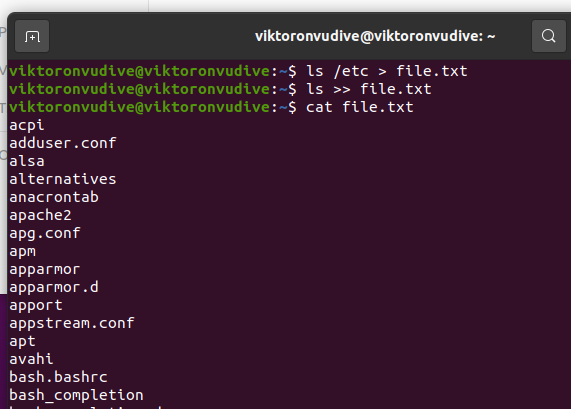 viktoronvudive@viktoronvudive: ~
viktoronvudive@viktoronvudive:~$ ls /etc > file.txt
viktoronvudive@viktoronvudive:~$ ls >> file.txt
viktoronvudive@viktoronvudive:~$ cat file.txt
acpi
adduser.conf
alsa
alternatives
anacrontab
apache2
apg.conf
apm
apparmor
apparmor.d
apport
appstream.conf
apt
avahi
bash.bashrc
bash_completion